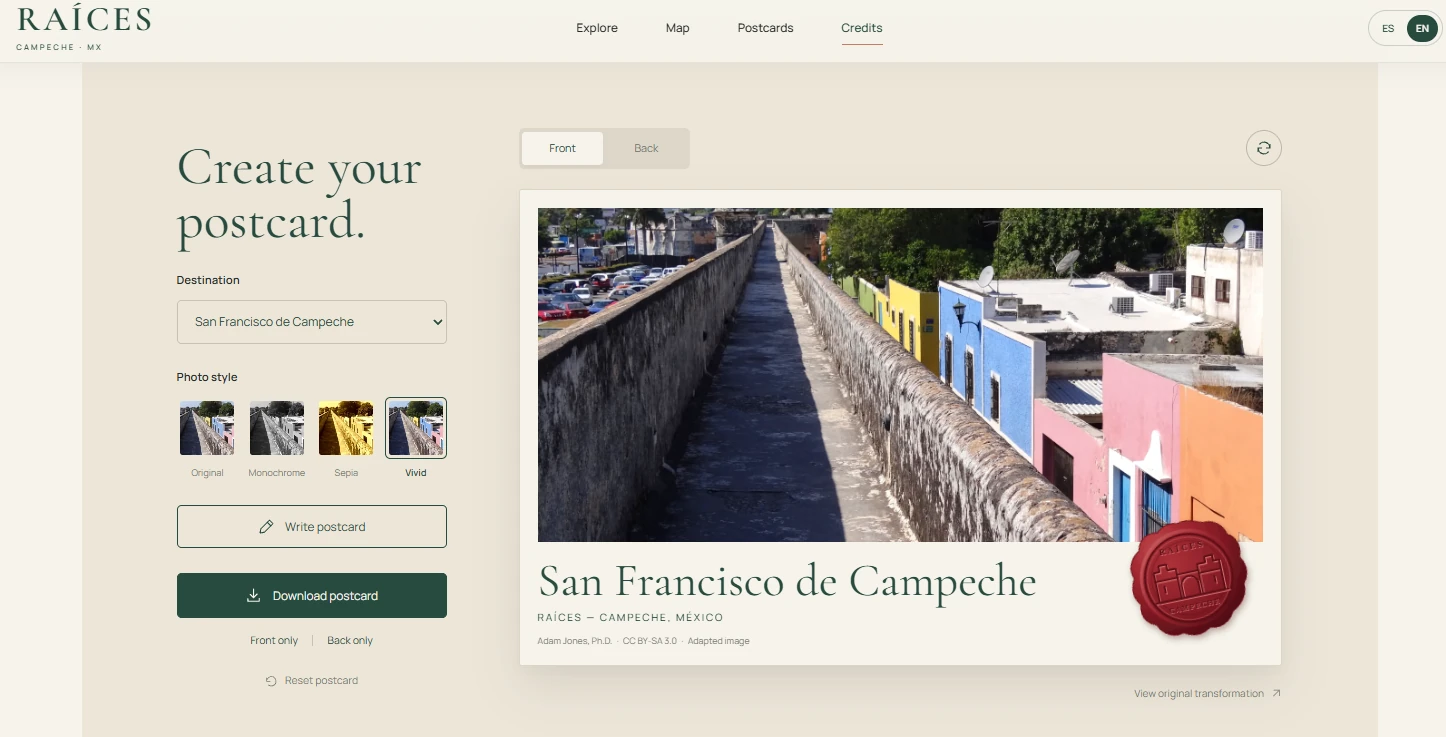 RAÍCES
CAMPECHE · MX
Explore
Map
Postcards
Credits
ES
EN
Create your
postcard.
Destination
San Francisco de Campeche
Photo style
Original
Monochrome
Sepia
Vivid
Write postcard
Download postcard
Front only
Back only
Reset postcard
Front
Back
San Francisco de Campeche
RAÍCES — CAMPECHE, MÉXICO
Adam Jones, Ph.D. · CC BY-SA 3.0 · Adapted image
RAÍCES
CAMPECHE
View original transformation